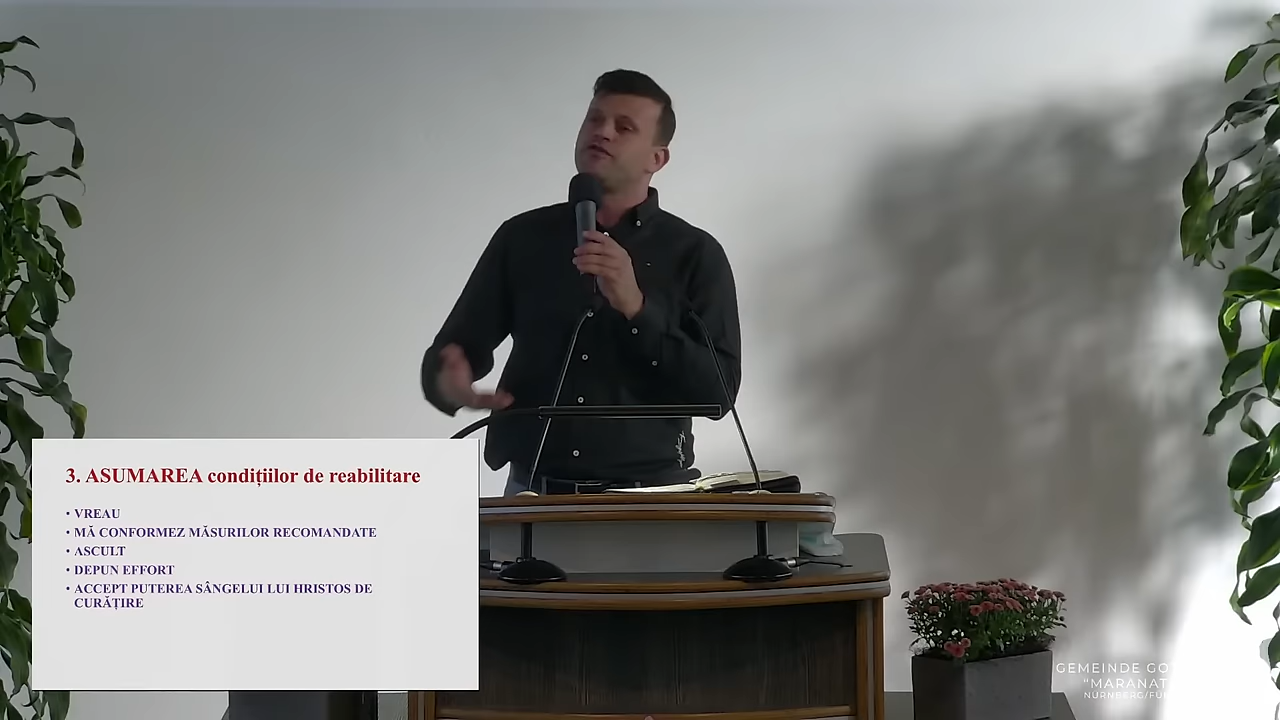 3. ASUMAREA condițiilor de reabilitare
• VREAU
• MĂ CONFORMEZ MĂSURILOR RECOMANDATE
• ASCULT
• DEPUN EFFORT
• ACCEPT PUTEREA SÂNGELUI LUI HRISTOS DE
CURĂȚIRE
GEMEINDE
"MARANAT
NÜRNBERG/FÜ